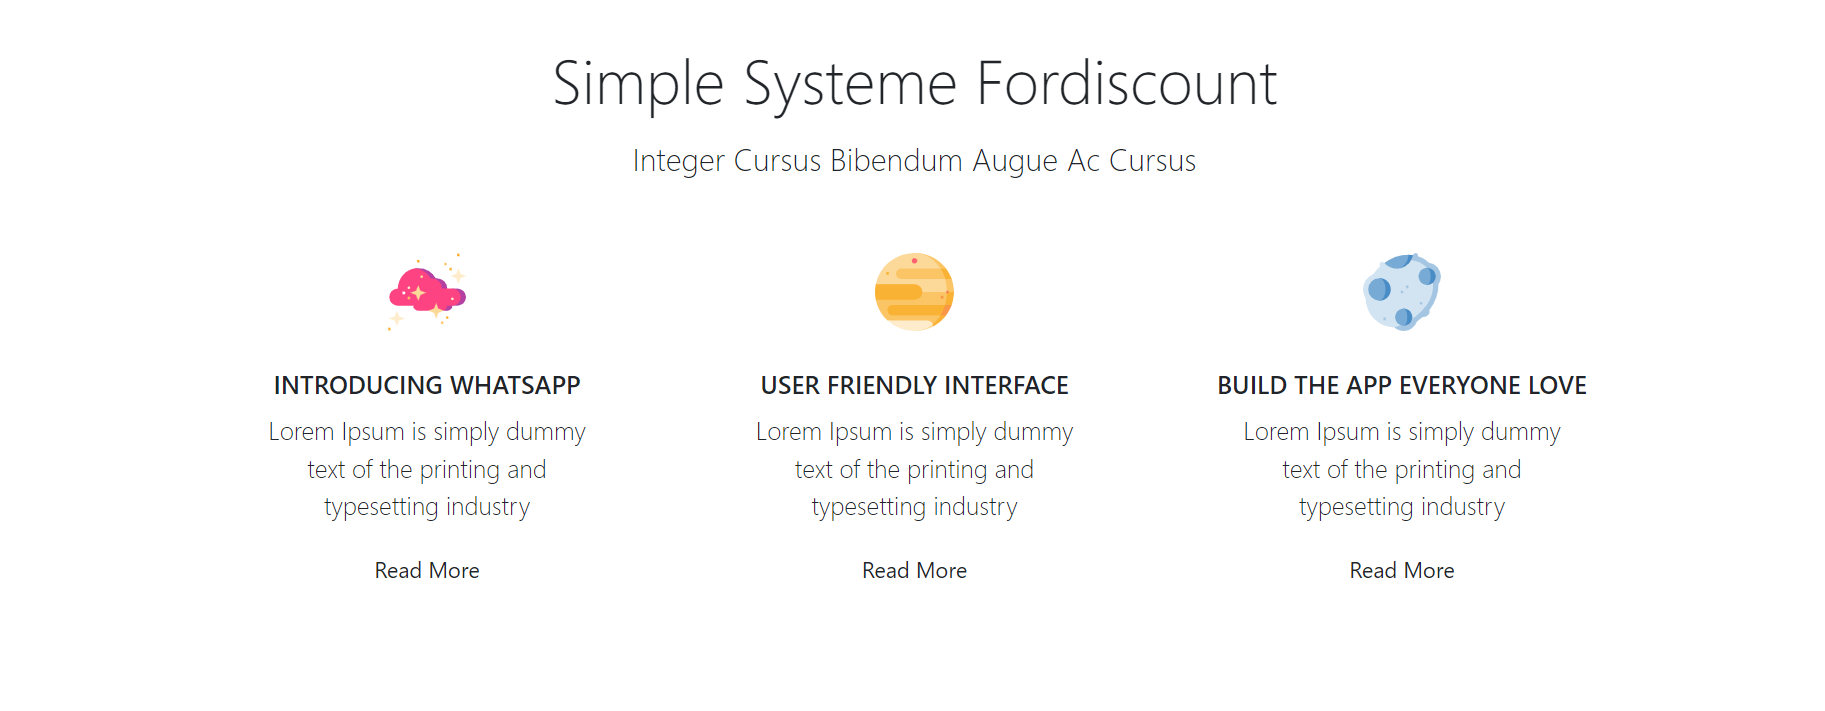 Simple Systeme Fordiscount
Integer Cursus Bibendum Augue Ac Cursus
INTRODUCING WHATSAPP
Lorem Ipsum is simply dummy
text of the printing and
typesetting industry
Read More
USER FRIENDLY INTERFACE
Lorem Ipsum is simply dummy
text of the printing and
typesetting industry
Read More
BUILD THE APP EVERYONE LOVE
Lorem Ipsum is simply dummy
text of the printing and
typesetting industry
Read More